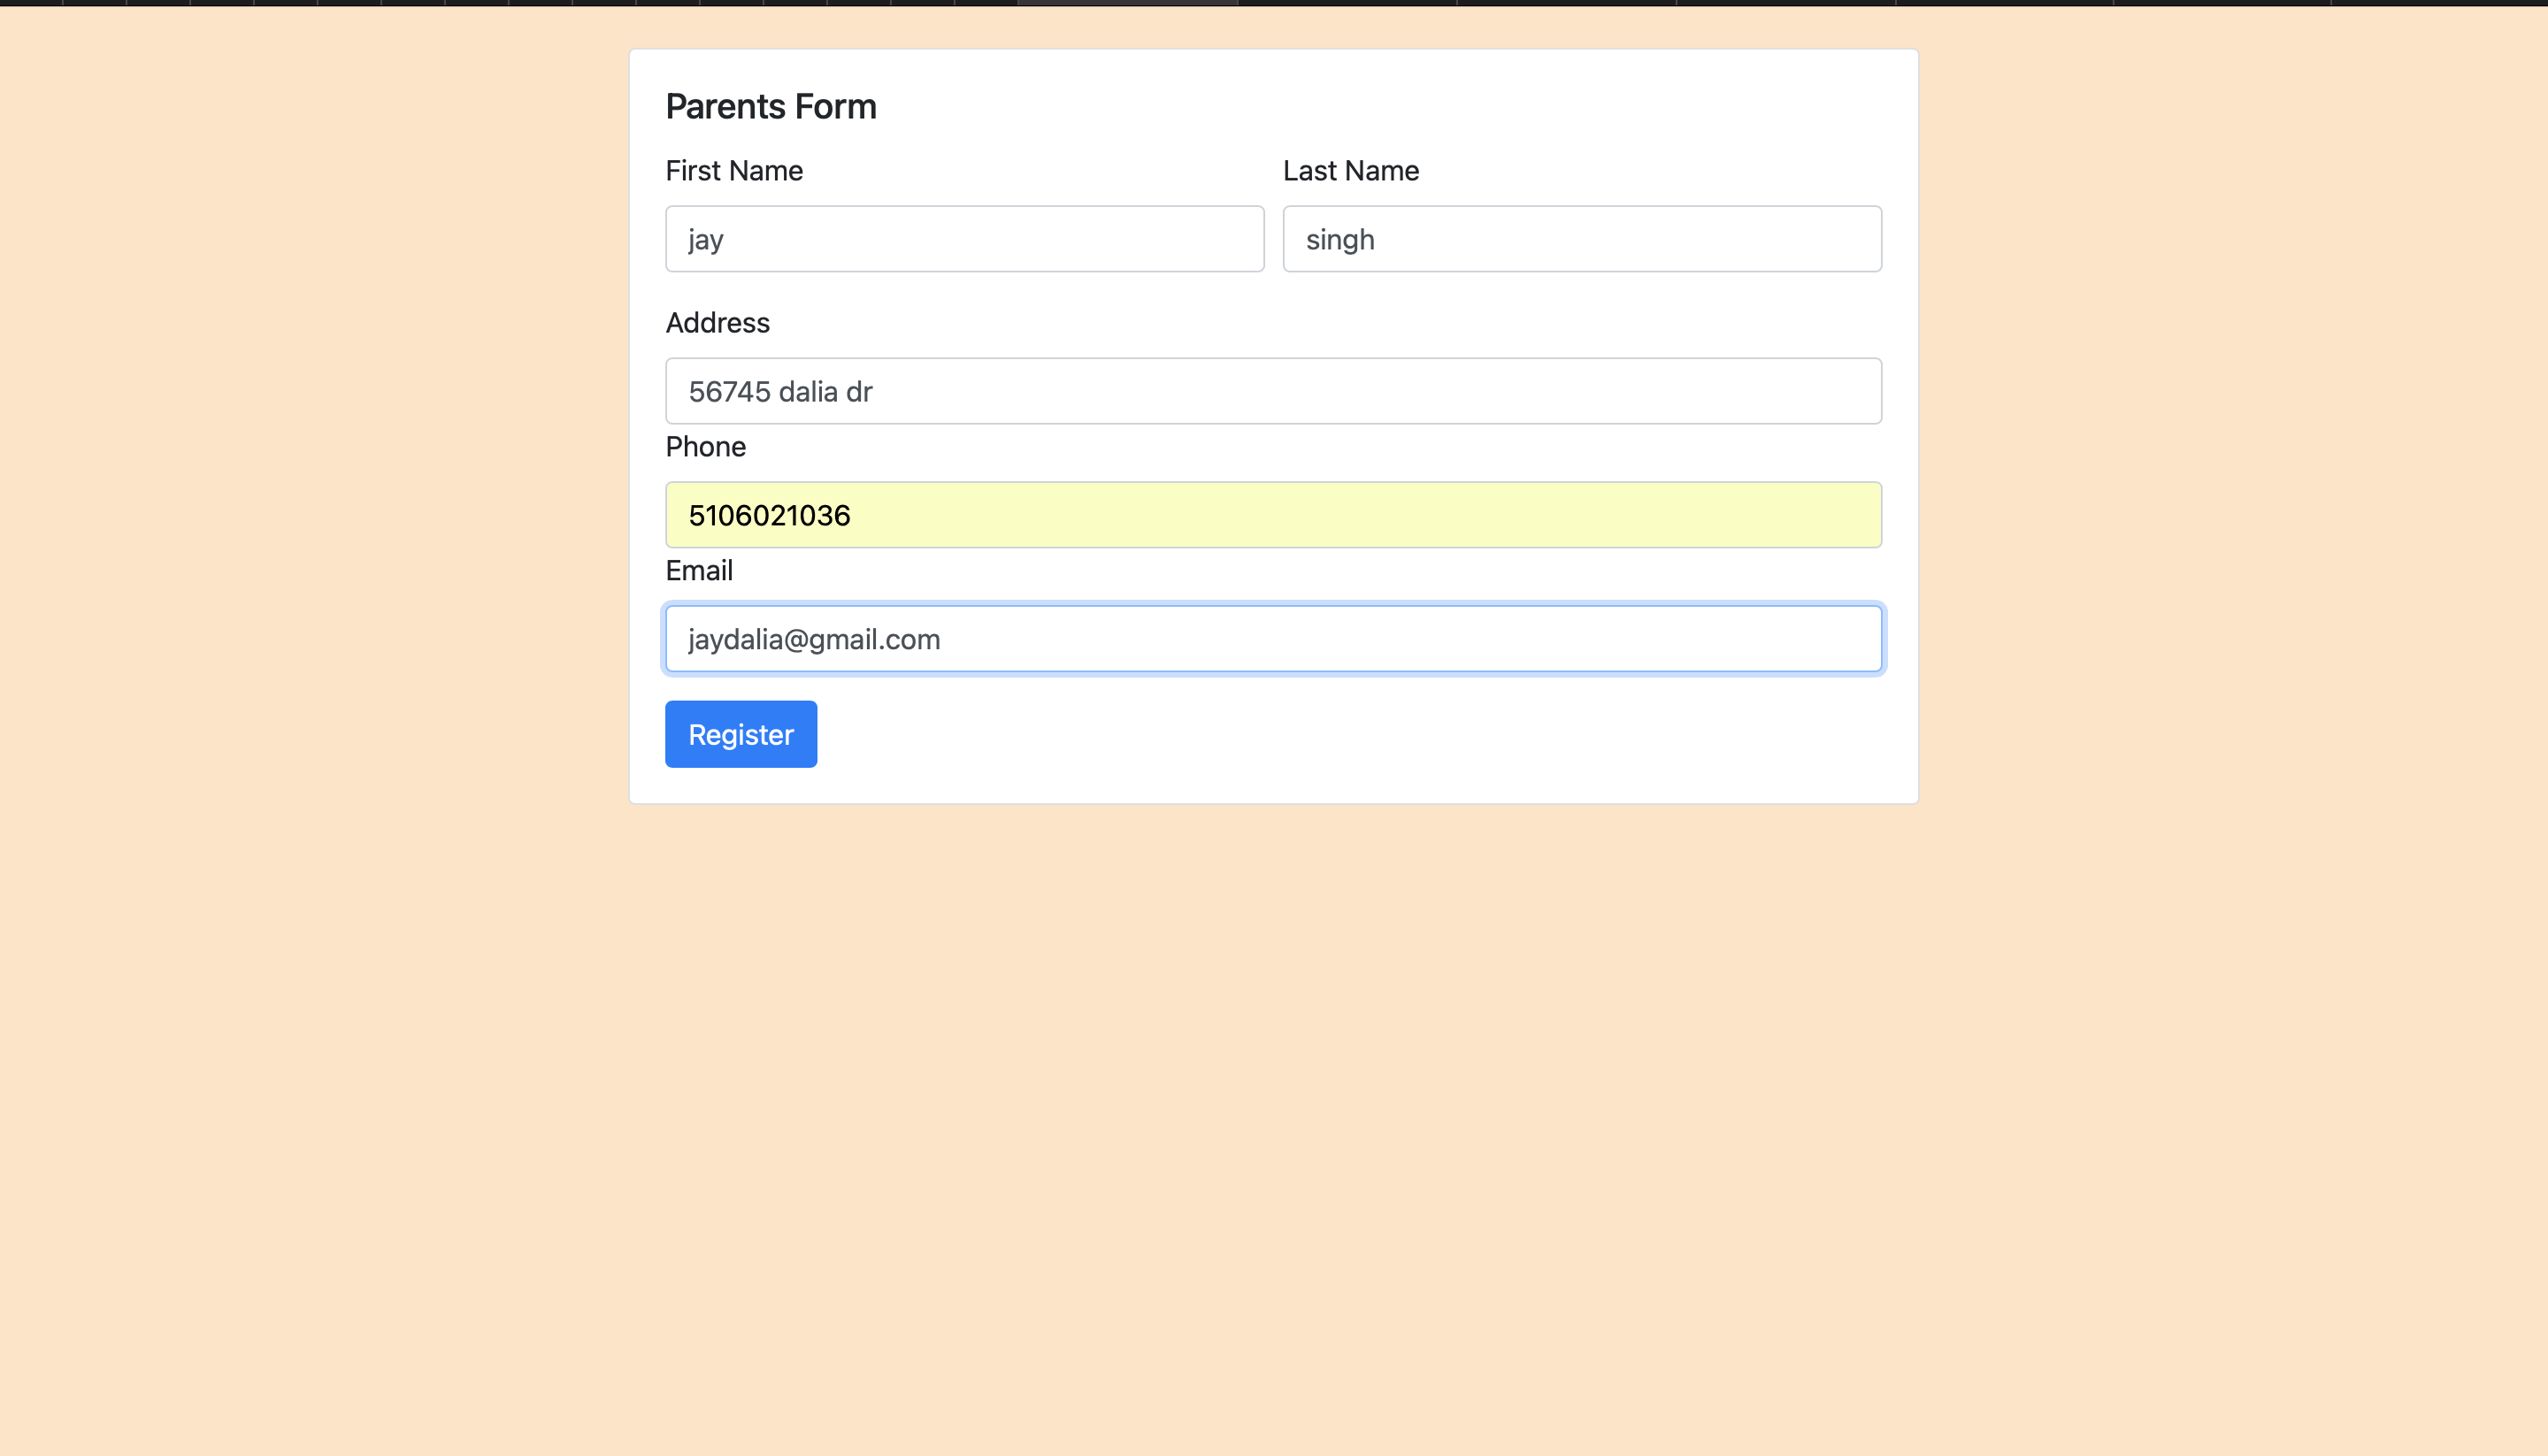 Parents Form
First Name Last Name
jay singh
Address
56745 dalia dr
Phone
5106021036
Email
jaydalia@gmail.com
Register